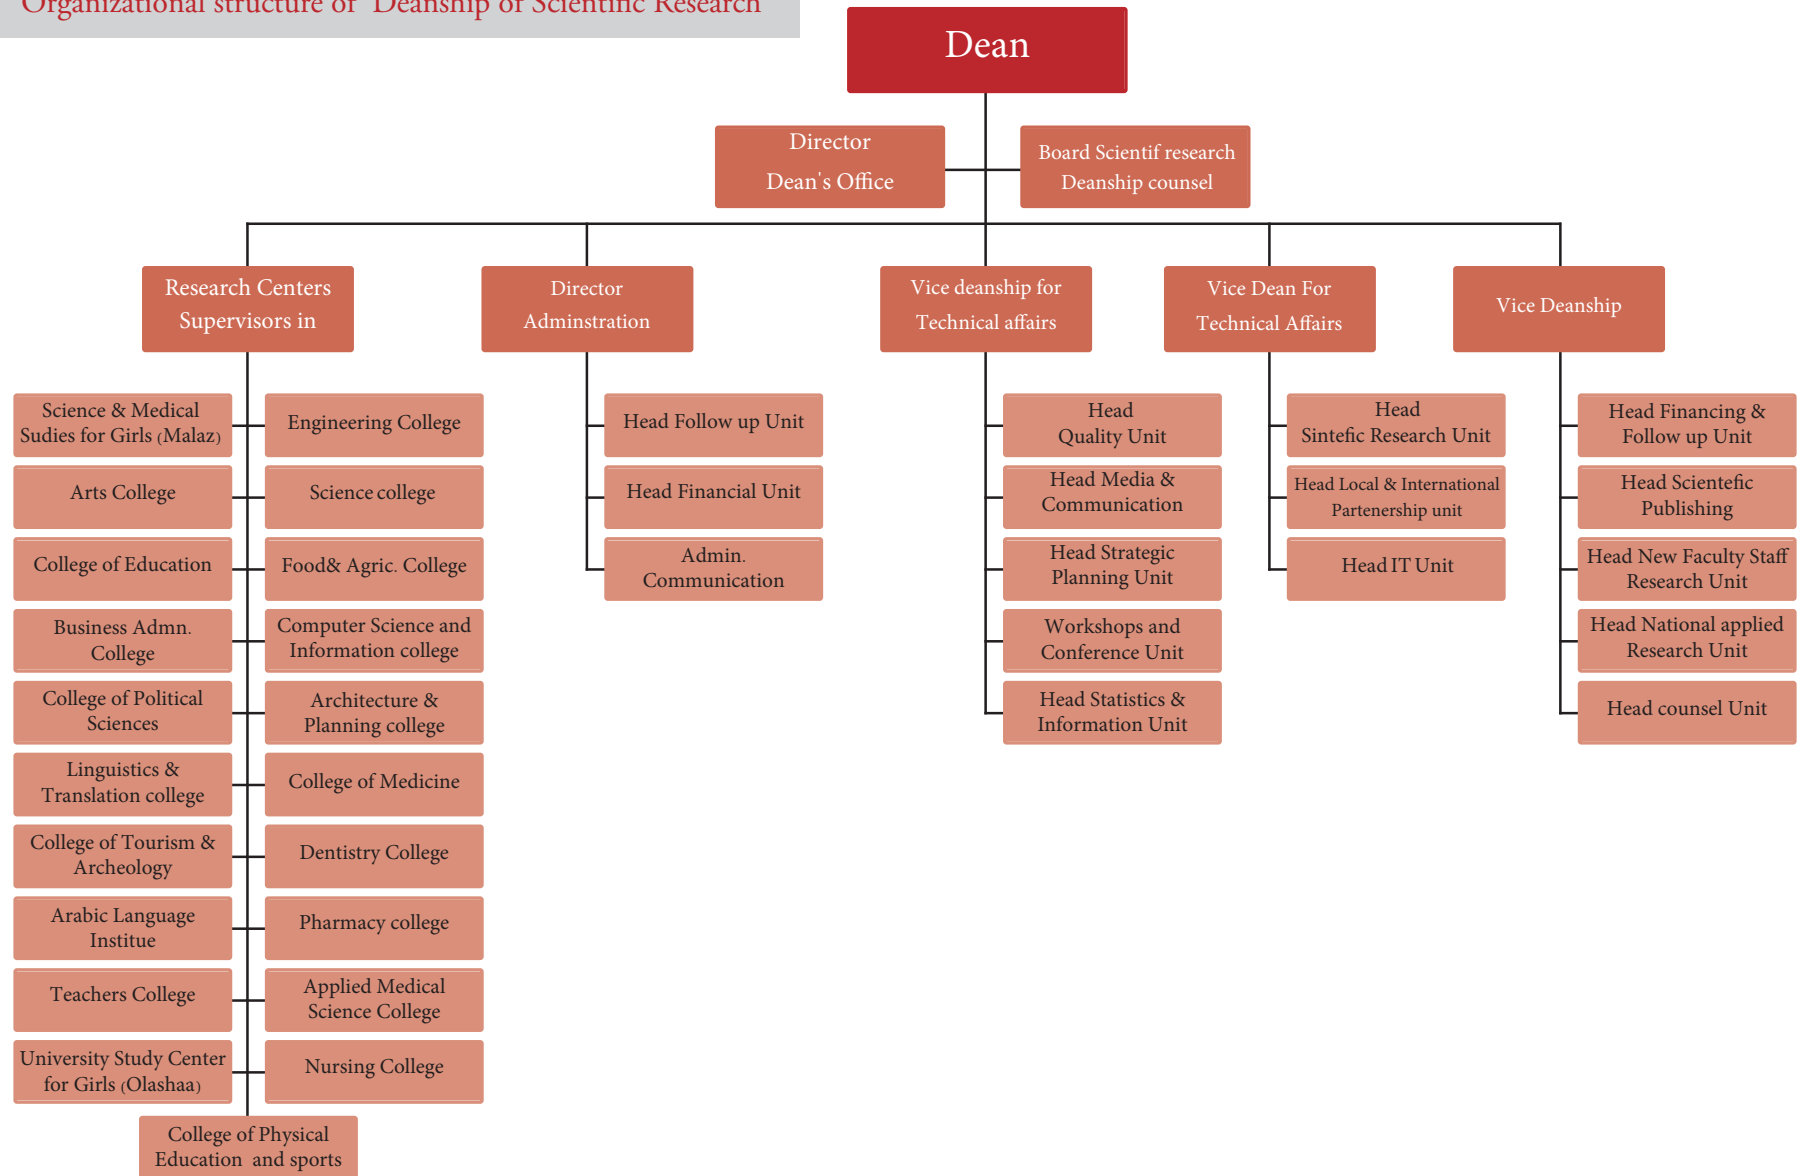 Organizational structure of Deanship of Scientific Research
Dean
Director
Dean's Office
Board Scientif research
Deanship counsel
Research Centers
Supervisors in
Director
Adminstration
Vice deanship for
Technical affairs
Vice Dean For
Technical Affairs
Vice Deanship
Science & Medical
Sudies for Girls (Malaz)
Engineering College
Arts College
Science college
College of Education
Food& Agric. College
Business Admn.
College
Computer Science and
Information college
College of Political
Sciences
Architecture &
Planning college
Linguistics &
Translation college
College of Medicine
College of Tourism &
Archeology
Dentistry College
Arabic Language
Institue
Pharmacy college
Teachers College
Applied Medical
Science College
University Study Center
for Girls (Olashaa)
Nursing College
College of Physical
Education and sports
Head Follow up Unit
Head Financial Unit
Admin.
Communication
Head
Quality Unit
Head Media &
Communication
Head Strategic
Planning Unit
Workshops and
Conference Unit
Head Statistics &
Information Unit
Head
Sintefic Research Unit
Head Local & International
Partenership unit
Head IT Unit
Head Financing &
Follow up Unit
Head Scientefic
Publishing
Head New Faculty Staff
Research Unit
Head National applied
Research Unit
Head counsel Unit